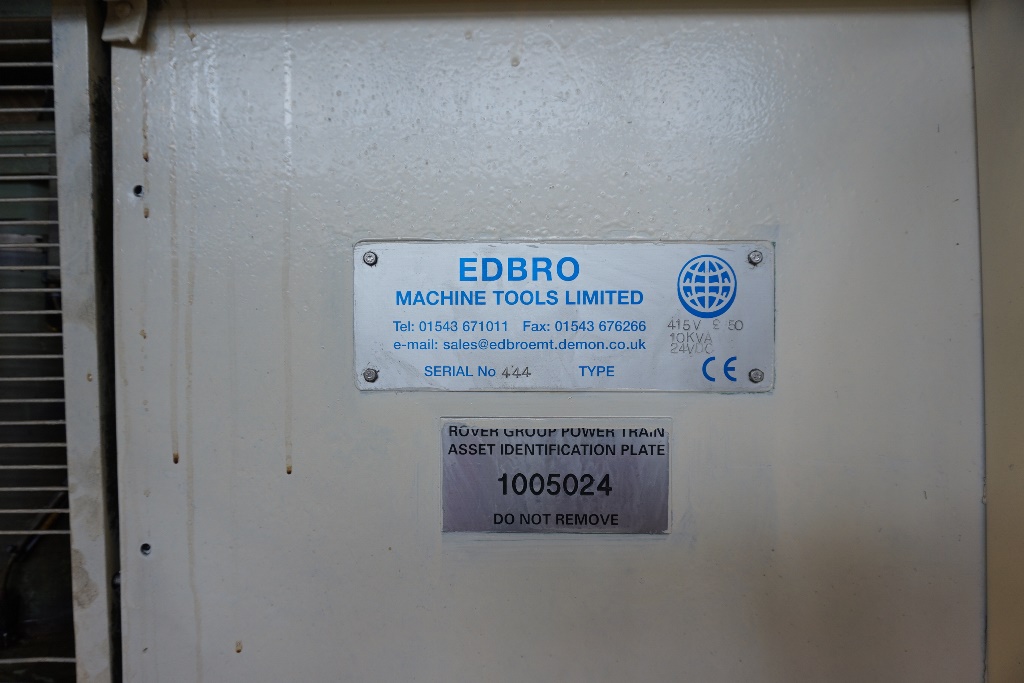 EDBRO
MACHINE TOOLS LIMITED
Tel: 01543 671011 Fax: 01543 676266
e-mail: sales@edbroemt.demon.co.uk
415V 50
10KVA
24VDC
SERIAL No 444 TYPE
CE
ROVER GROUP POWER TRAIN
ASSET IDENTIFICATION PLATE
1005024
DO NOT REMOVE